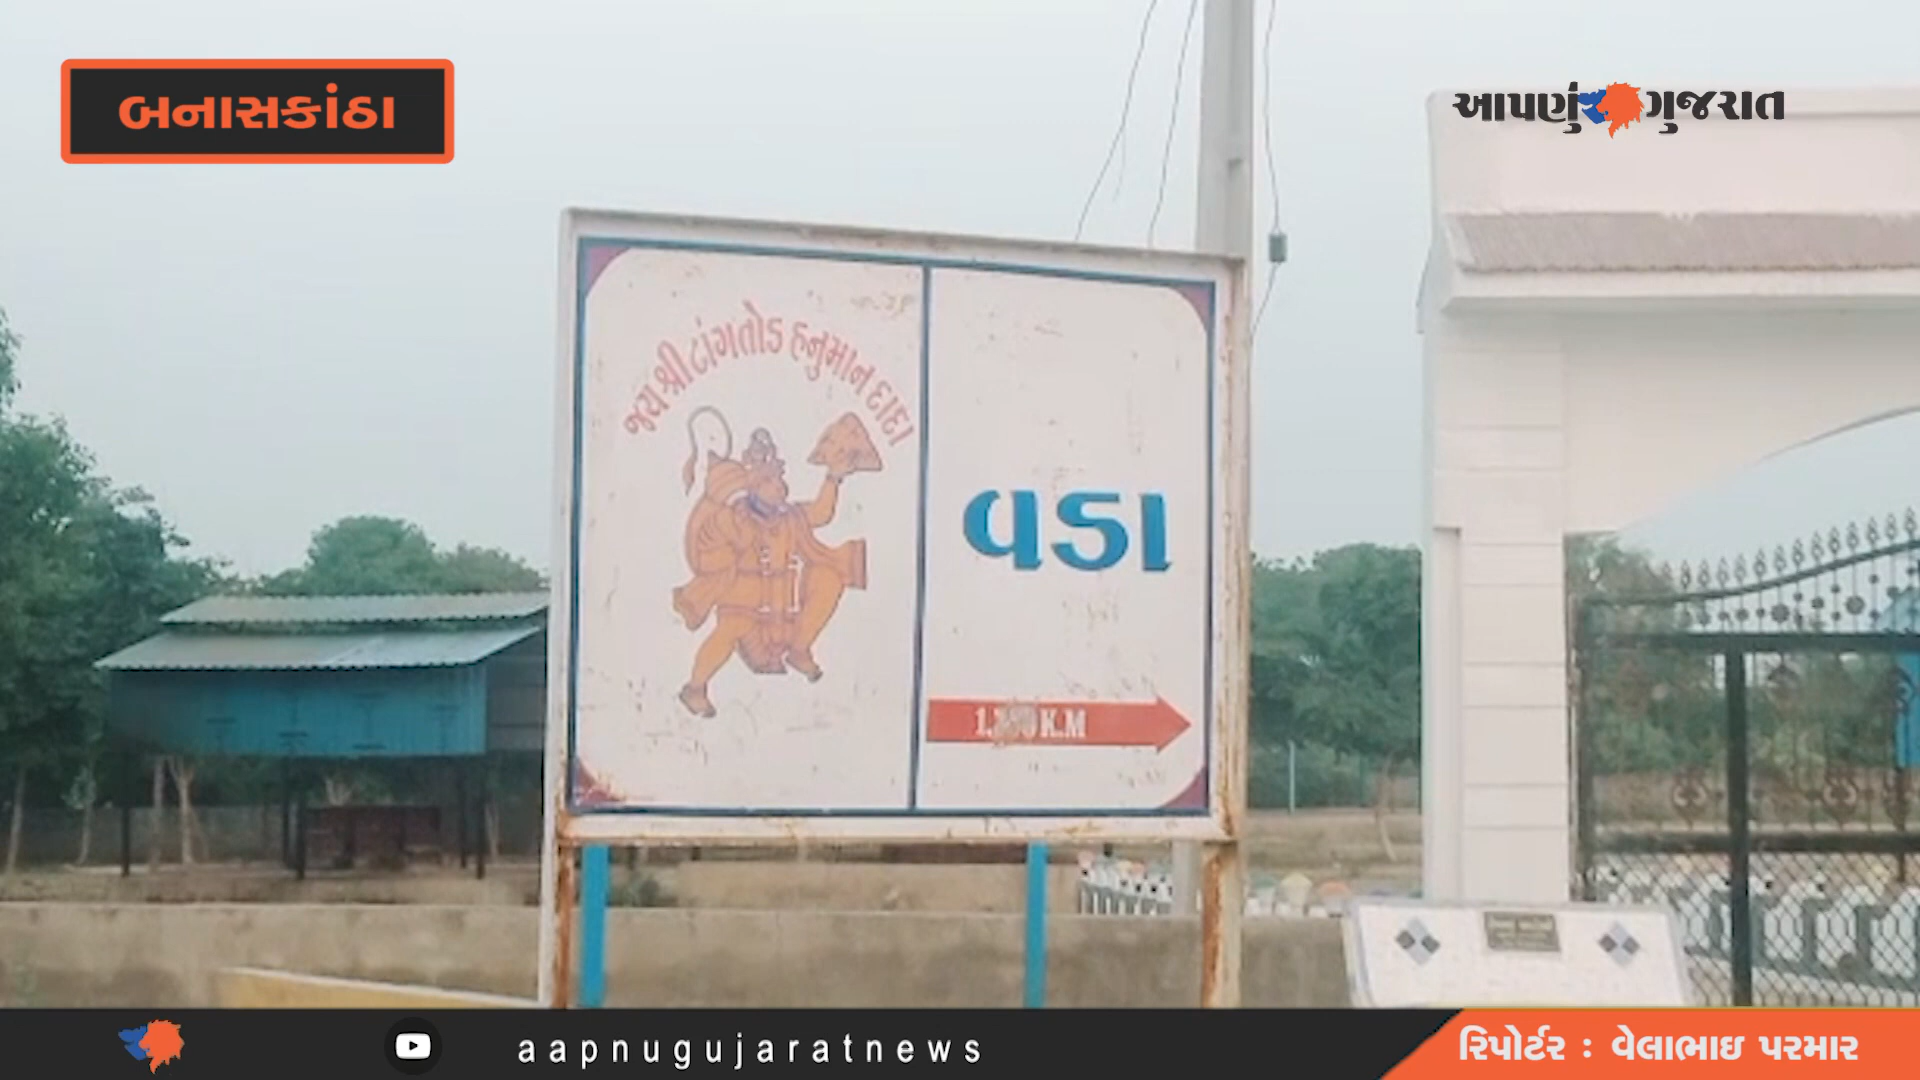 બનાસકાંઠા
આપણું ગુજરાત
જય શ્રી ટાંગતોડ હનુમાન દાદા
વડા
K.M
aapnugujaratnews
રિપોર્ટર : વેલાભાઇ પરમાર